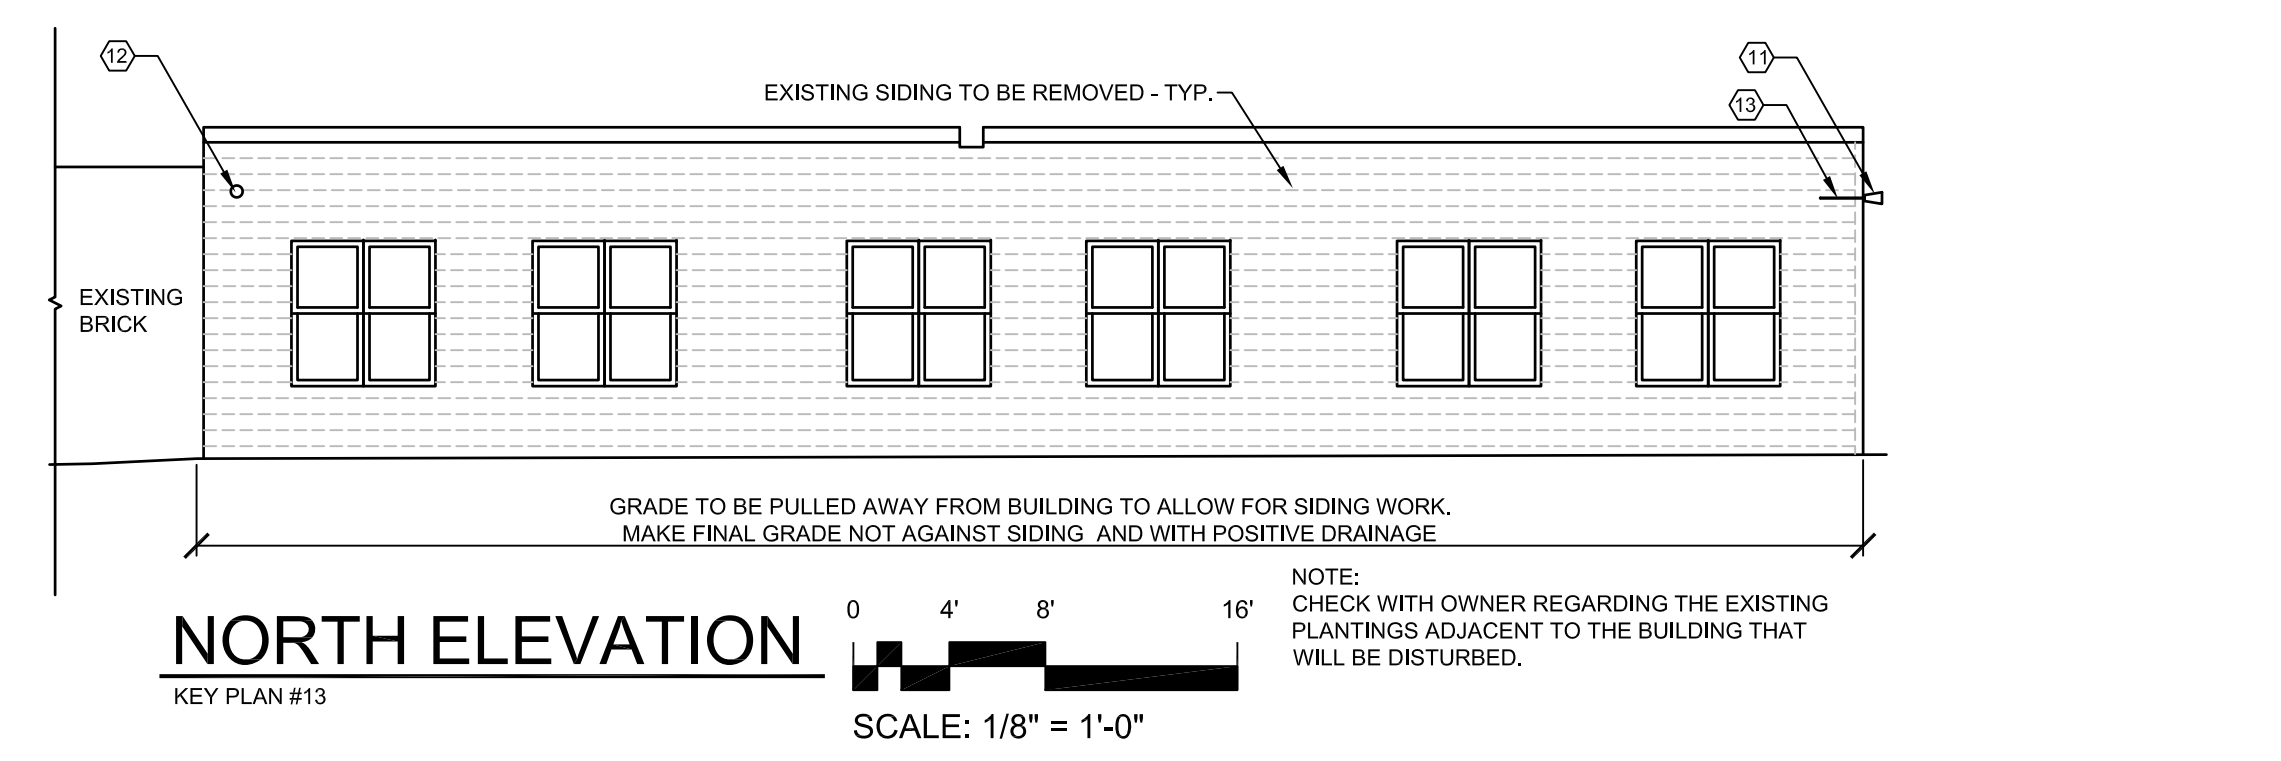 12
11
EXISTING SIDING TO BE REMOVED - TYP.
13
EXISTING
BRICK
GRADE TO BE PULLED AWAY FROM BUILDING TO ALLOW FOR SIDING WORK.
MAKE FINAL GRADE NOT AGAINST SIDING AND WITH POSITIVE DRAINAGE
NORTH ELEVATION
KEY PLAN #13
0 4' 8' 16'
SCALE: 1/8" = 1'-0"
NOTE:
CHECK WITH OWNER REGARDING THE EXISTING
PLANTINGS ADJACENT TO THE BUILDING THAT
WILL BE DISTURBED.